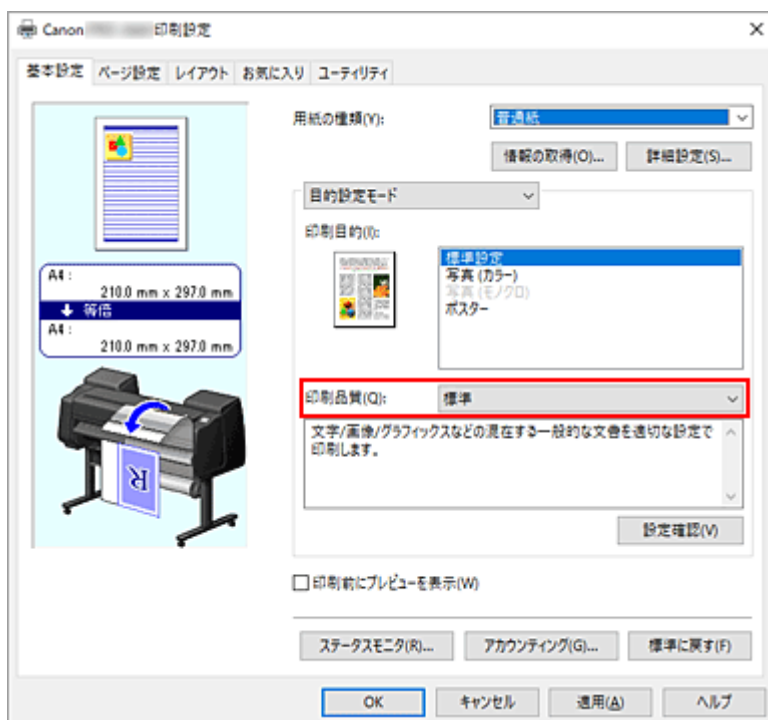 Canon 印刷設定
基本設定 ページ設定 レイアウト お気に入り ユーティリティ
用紙の種類(Y): 普通紙
情報の取得(O)... 詳細設定(S)...
目的設定モード
印刷目的(I):
標準設定
写真 (カラー)
写真 (モノクロ)
ポスター
A4 :
210.0 mm x 297.0 mm
等倍
A4 :
210.0 mm x 297.0 mm
R
印刷品質(Q): 標準
文字/画像/グラフィックスなどの混在する一般的な文書を適切な設定で
印刷します。
設定確認(V)
印刷前にプレビューを表示(W)
ステータスモニタ(R)... アカウンティング(G)... 標準に戻す(F)
OK キャンセル 適用(A) ヘルプ